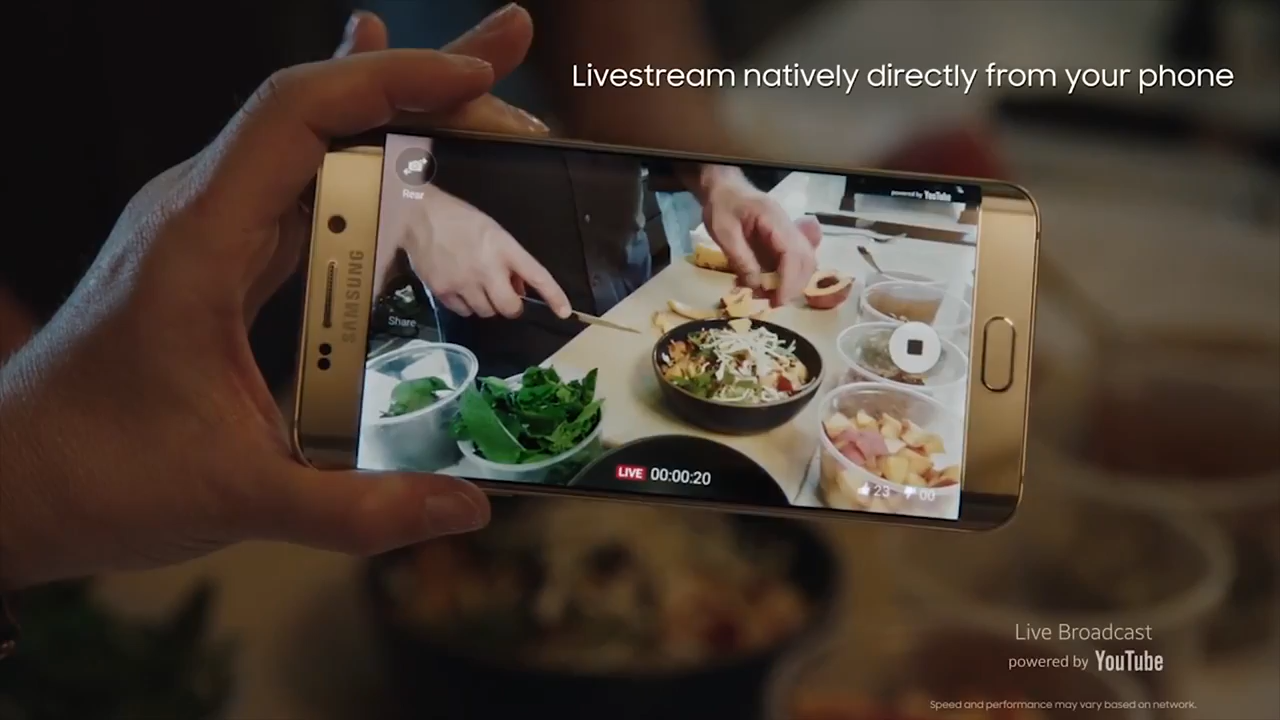 Livestream natively directly from your phone
Rear
powered by YouTube
SAMSUNG
Share
LIVE 00:00:20
23 00
Live Broadcast
powered by YouTube
Speed and performance may vary based on network.